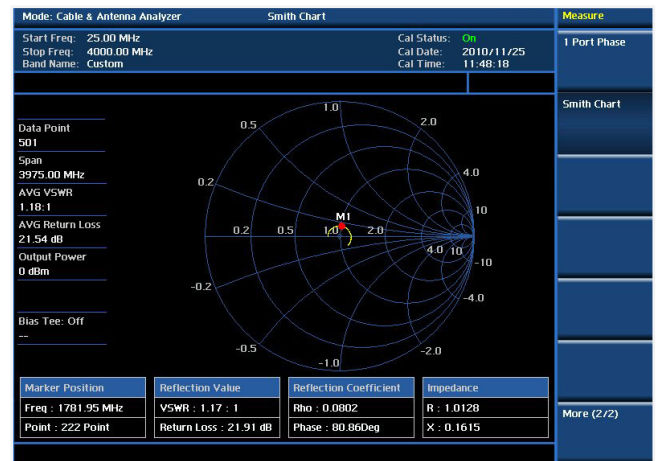 Mode: Cable & Antenna Analyzer Smith Chart Measure
Start Freq: 25.00 MHz Cal Status: On
Stop Freq: 4000.00 MHz Cal Date: 2010/11/25
Band Name: Custom Cal Time: 11:48:18
1 Port Phase
Smith Chart
More (2/2)
Data Point
501
Span
3975.00 MHz
AVG VSWR
1.18:1
AVG Return Loss
21.54 dB
Output Power
0 dBm
Bias Tee: Off
--
1.0
0.5 2.0
0.2 4.0
10
M1
0.2 0.5 1.0 2.0 4.0 10
-10
-0.2 -4.0
-0.5 -2.0
-1.0
Marker Position Reflection Value Reflection Coefficient Impedance
Freq : 1781.95 MHz VSWR : 1.17 : 1 Rho : 0.0802 R : 1.0128
Point : 222 Point Return Loss : 21.91 dB Phase : 80.86Deg X : 0.1615